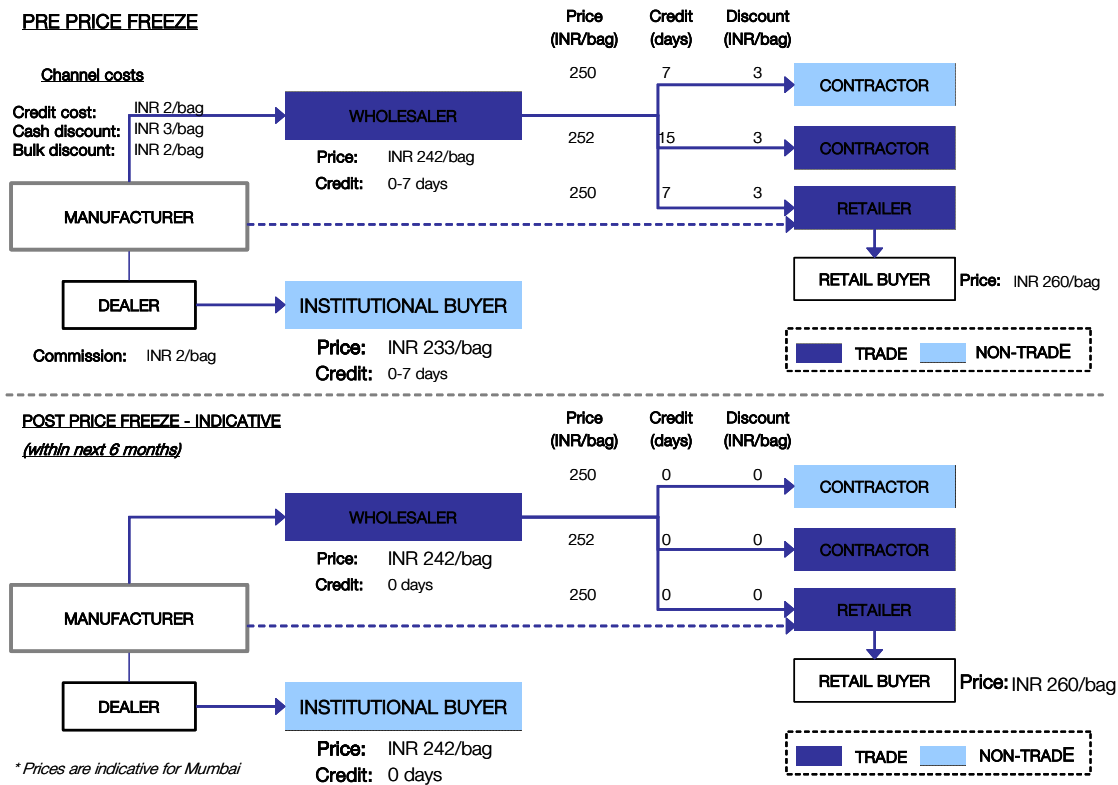 PRE PRICE FREEZE
Price Credit Discount
(INR/bag) (days) (INR/bag)
Channel costs
Credit cost: INR 2/bag
Cash discount: INR 3/bag
Bulk discount: INR 2/bag
WHOLESALER
Price: INR 242/bag
Credit: 0-7 days
250 7 3 CONTRACTOR
252 15 3 CONTRACTOR
250 7 3 RETAILER
MANUFACTURER
RETAIL BUYER Price: INR 260/bag
DEALER
Commission: INR 2/bag
INSTITUTIONAL BUYER
Price: INR 233/bag
Credit: 0-7 days
TRADE NON-TRADE
POST PRICE FREEZE - INDICATIVE
(within next 6 months)
Price Credit Discount
(INR/bag) (days) (INR/bag)
WHOLESALER
Price: INR 242/bag
Credit: 0 days
250 0 0 CONTRACTOR
252 0 0 CONTRACTOR
250 0 0 RETAILER
MANUFACTURER
RETAIL BUYER Price: INR 260/bag
DEALER
INSTITUTIONAL BUYER
Price: INR 242/bag
Credit: 0 days
TRADE NON-TRADE
* Prices are indicative for Mumbai